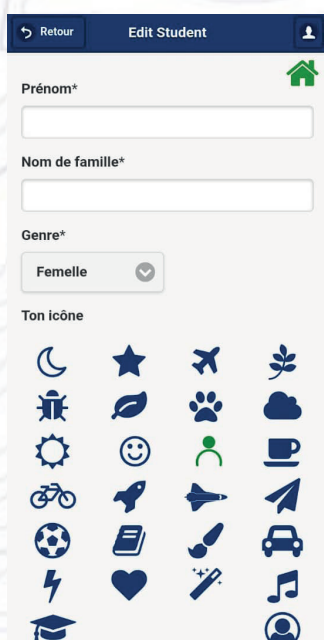 Retour
Edit Student
Prénom*
Nom de famille*
Genre*
Femelle
Ton icône